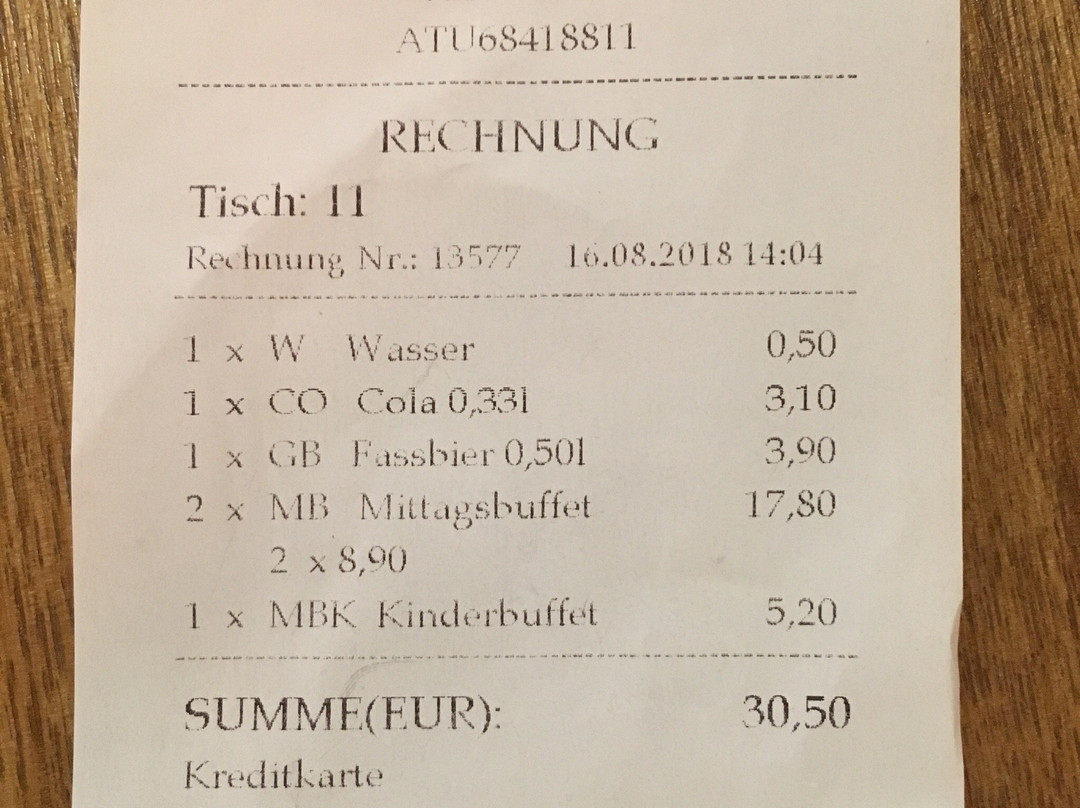 ATU68418811
RECHNUNG
Tisch: 11
Rechnung Nr.: 13577 16.08.2018 14:04
1 x W Wasser 0,50
1 x CO Cola 0,33l 3,10
1 x GB Fassbier 0,50l 3,90
2 x MB Mittagsbuffet 17,80
2 x 8,90
1 x MBK Kinderbuffet 5,20
SUMME(EUR): 30,50
Kreditkarte